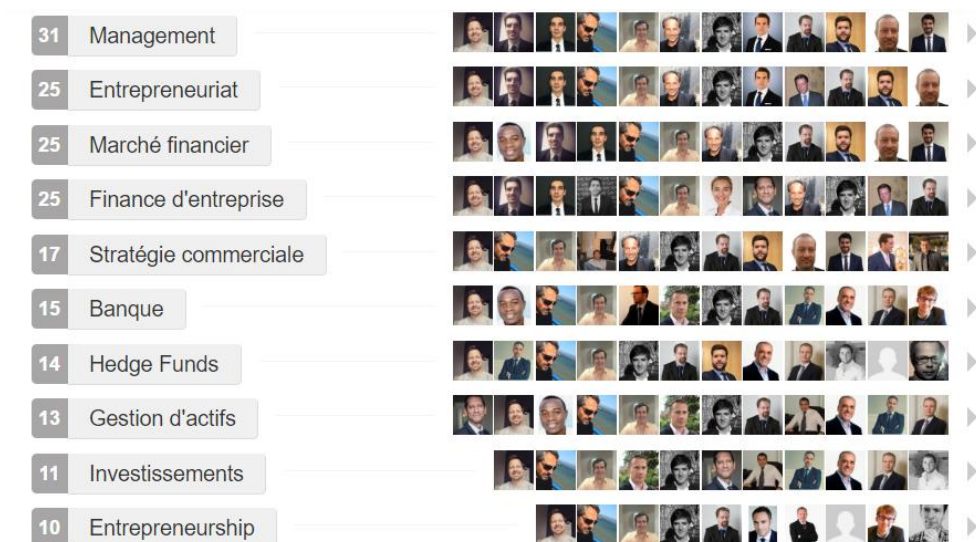 31 Management
25 Entrepreneuriat
25 Marché financier
25 Finance d'entreprise
17 Stratégie commerciale
15 Banque
14 Hedge Funds
13 Gestion d'actifs
11 Investissements
10 Entrepreneurship